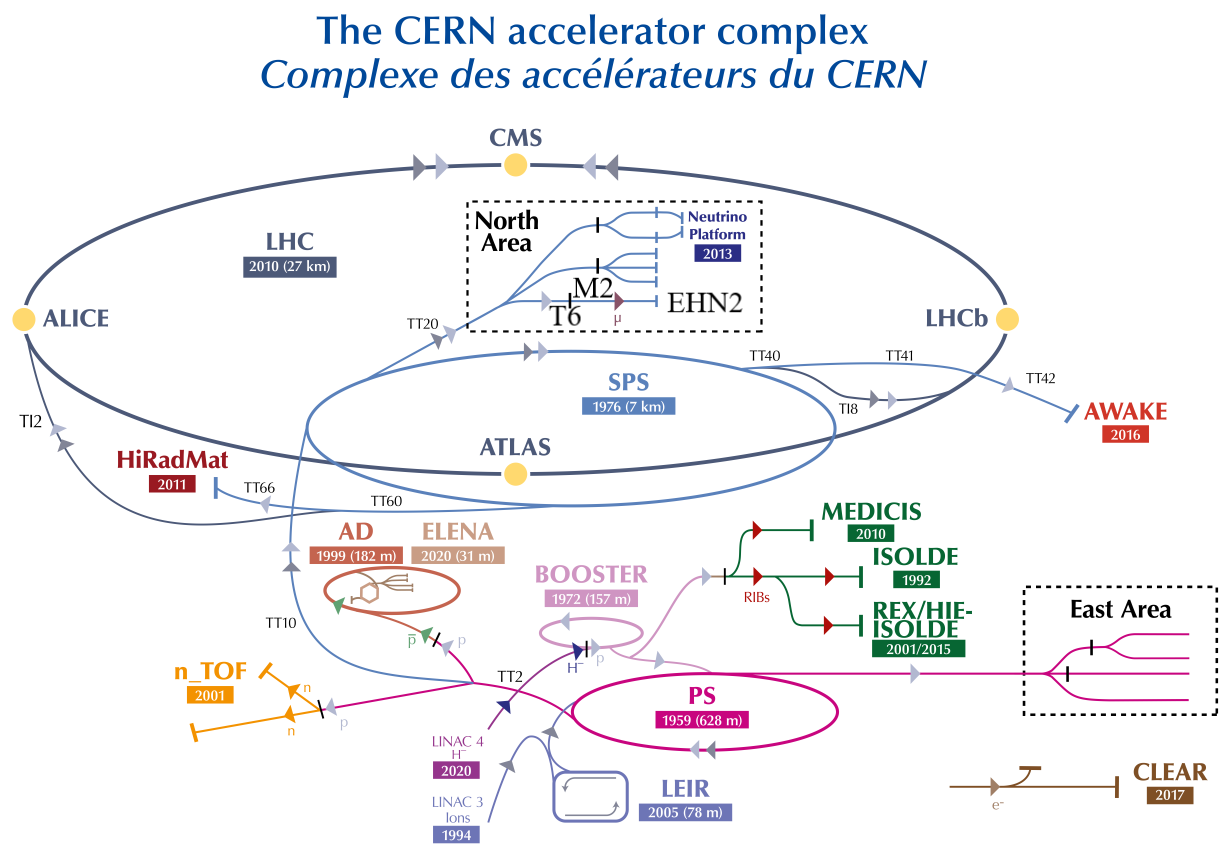 The CERN accelerator complex
Complexe des accélérateurs du CERN
CMS
North
Area
Neutrino
Platform
2013
LHC
2010 (27 km)
M2
EHN2
T6
µ
ALICE
LHCb
TT20
TT40
TT41
TT42
SPS
1976 (7 km)
TI8
AWAKE
2016
TI2
ATLAS
HiRadMat
2011
TT66
TT60
MEDICIS
2010
AD
1999 (182 m)
ELENA
2020 (31 m)
ISOLDE
1992
BOOSTER
1972 (157 m)
RIBs
REX/HIE-
ISOLDE
2001/2015
East Area
TT10
p̅
p
H⁻
p
n_TOF
2001
n
n
p
TT2
PS
1959 (628 m)
LINAC 4
H⁻
2020
LEIR
2005 (78 m)
LINAC 3
Ions
1994
CLEAR
2017
e⁻